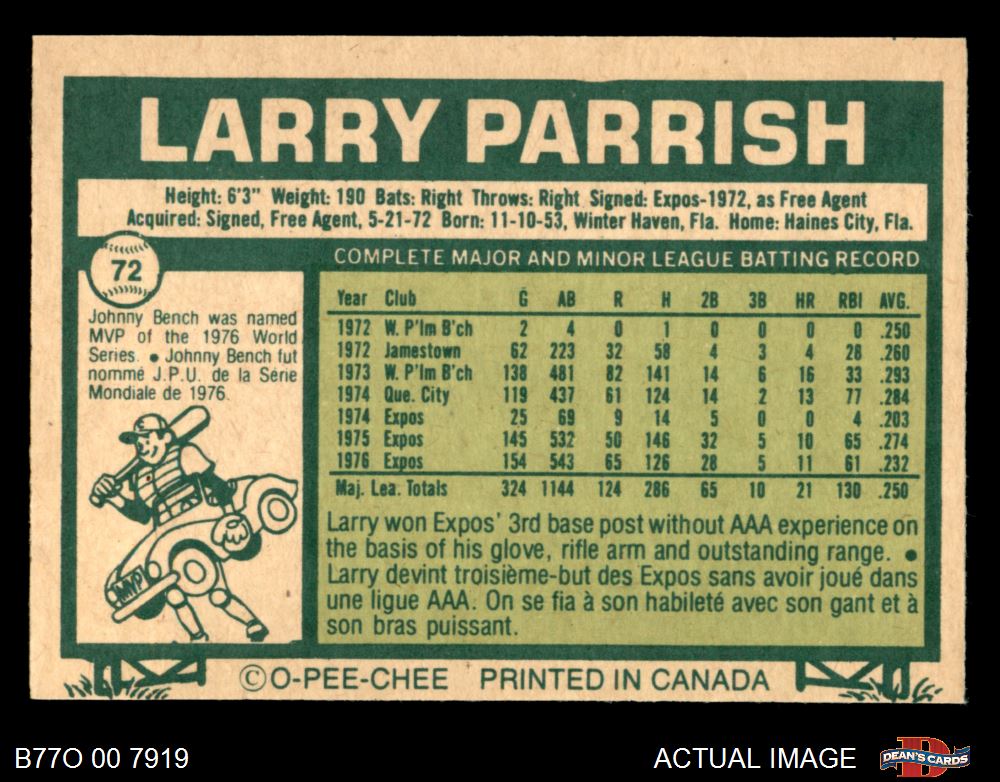 LARRY PARRISH
Height: 6'3" Weight: 190 Bats: Right Throws: Right Signed: Expos-1972, as Free Agent
Acquired: Signed, Free Agent, 5-21-72 Born: 11-10-53, Winter Haven, Fla. Home: Haines City, Fla.
72
Johnny Bench was named
MVP of the 1976 World
Series. ● Johnny Bench fut
nommé J.P.U. de la Série
Mondiale de 1976.
MVP
COMPLETE MAJOR AND MINOR LEAGUE BATTING RECORD
Year Club G AB R H 2B 3B HR RBI AVG.
1972 W. P'lm B'ch 2 4 0 1 0 0 0 0 .250
1972 Jamestown 62 223 32 58 4 3 4 28 .260
1973 W. P'lm B'ch 138 481 82 141 14 6 16 33 .293
1974 Que. City 119 437 61 124 14 2 13 77 .284
1974 Expos 25 69 9 14 5 0 0 4 .203
1975 Expos 145 532 50 146 32 5 10 65 .274
1976 Expos 154 543 65 126 28 5 11 61 .232
Maj. Lea. Totals 324 1144 124 286 65 10 21 130 .250
Larry won Expos' 3rd base post without AAA experience on
the basis of his glove, rifle arm and outstanding range. ●
Larry devint troisième-but des Expos sans avoir joué dans
une ligue AAA. On se fia à son habileté avec son gant et à
son bras puissant.
©O-PEE-CHEE PRINTED IN CANADA
B77O 00 7919
ACTUAL IMAGE
DEAN'S CARDS